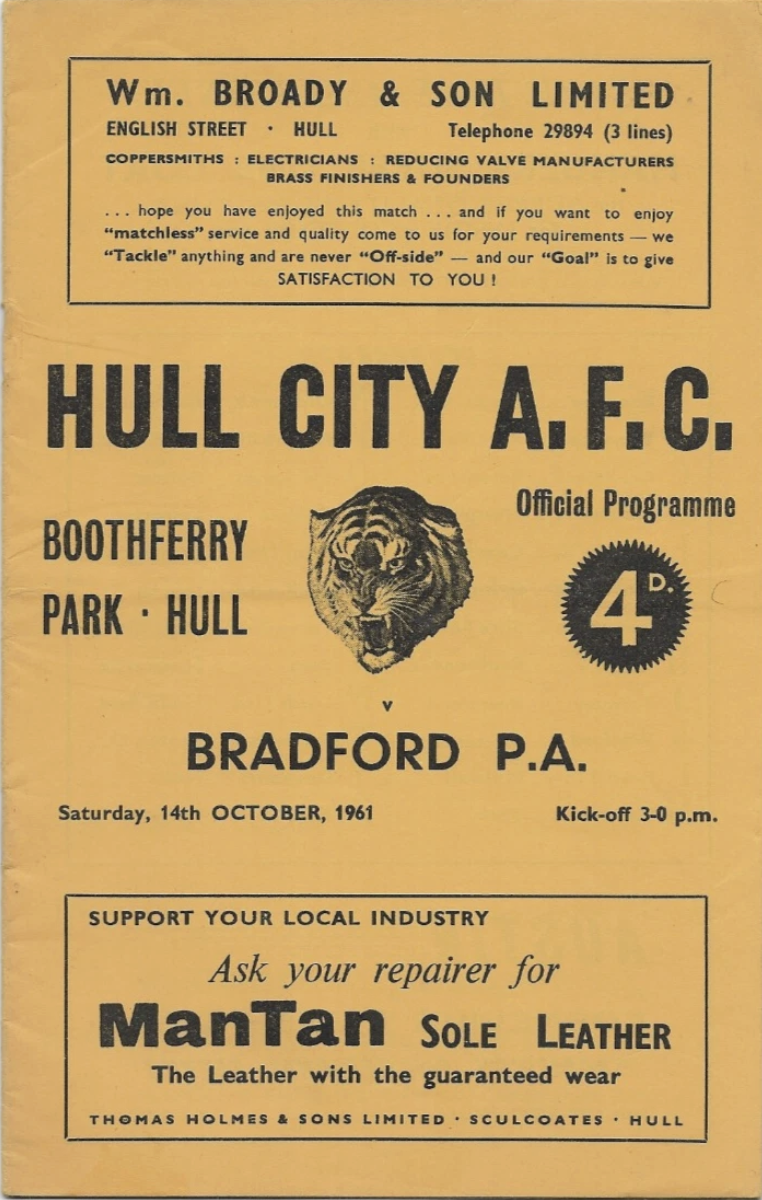 Wm. BROADY & SON LIMITED
ENGLISH STREET · HULL Telephone 29894 (3 lines)
COPPERSMITHS : ELECTRICIANS : REDUCING VALVE MANUFACTURERS
BRASS FINISHERS & FOUNDERS
... hope you have enjoyed this match ... and if you want to enjoy
"matchless" service and quality come to us for your requirements — we
"Tackle" anything and are never "Off-side" — and our "Goal" is to give
SATISFACTION TO YOU !
HULL CITY A.F.C.
Official Programme
BOOTHFERRY
PARK · HULL
4D.
v
BRADFORD P.A.
Saturday, 14th OCTOBER, 1961 Kick-off 3-0 p.m.
SUPPORT YOUR LOCAL INDUSTRY
Ask your repairer for
ManTan SOLE LEATHER
The Leather with the guaranteed wear
THOMAS HOLMES & SONS LIMITED · SCULCOATES · HULL